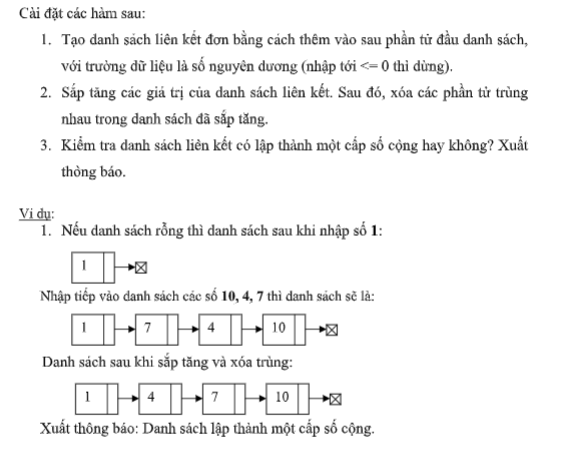 Cài đặt các hàm sau:
1. Tạo danh sách liên kết đơn bằng cách thêm vào sau phần tử đầu danh sách,
với trường dữ liệu là số nguyên dương (nhập tới <= 0 thì dừng).
2. Sắp tăng các giá trị của danh sách liên kết. Sau đó, xóa các phần tử trùng
nhau trong danh sách đã sắp tăng.
3. Kiểm tra danh sách liên kết có lập thành một cấp số cộng hay không? Xuất
thông báo.
Ví dụ:
1. Nếu danh sách rỗng thì danh sách sau khi nhập số 1:
1
Nhập tiếp vào danh sách các số 10, 4, 7 thì danh sách sẽ là:
1 7 4 10
Danh sách sau khi sắp tăng và xóa trùng:
1 4 7 10
Xuất thông báo: Danh sách lập thành một cấp số cộng.